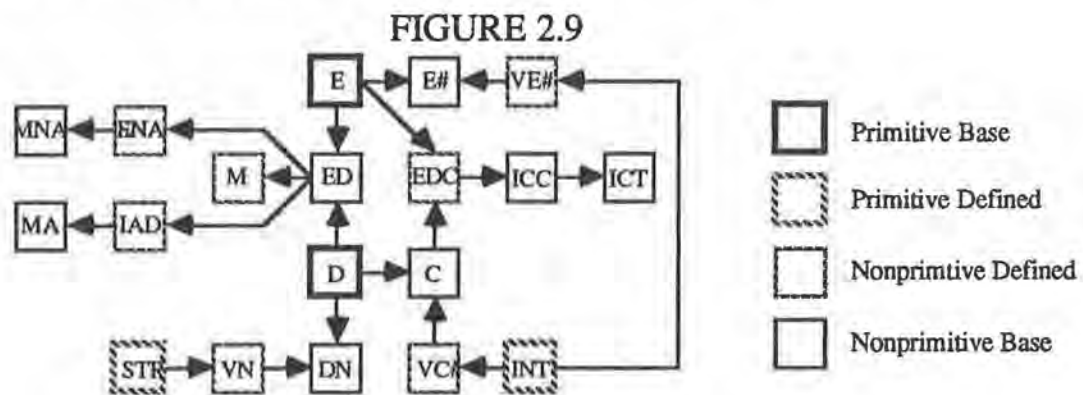 FIGURE 2.9
E E# VE#
MNA ENA
M ED EDC ICC ICT
MA IAD
D C
STR VN DN VC# INT
Primitive Base
Primitive Defined
Nonprimtive Defined
Nonprimitive Base